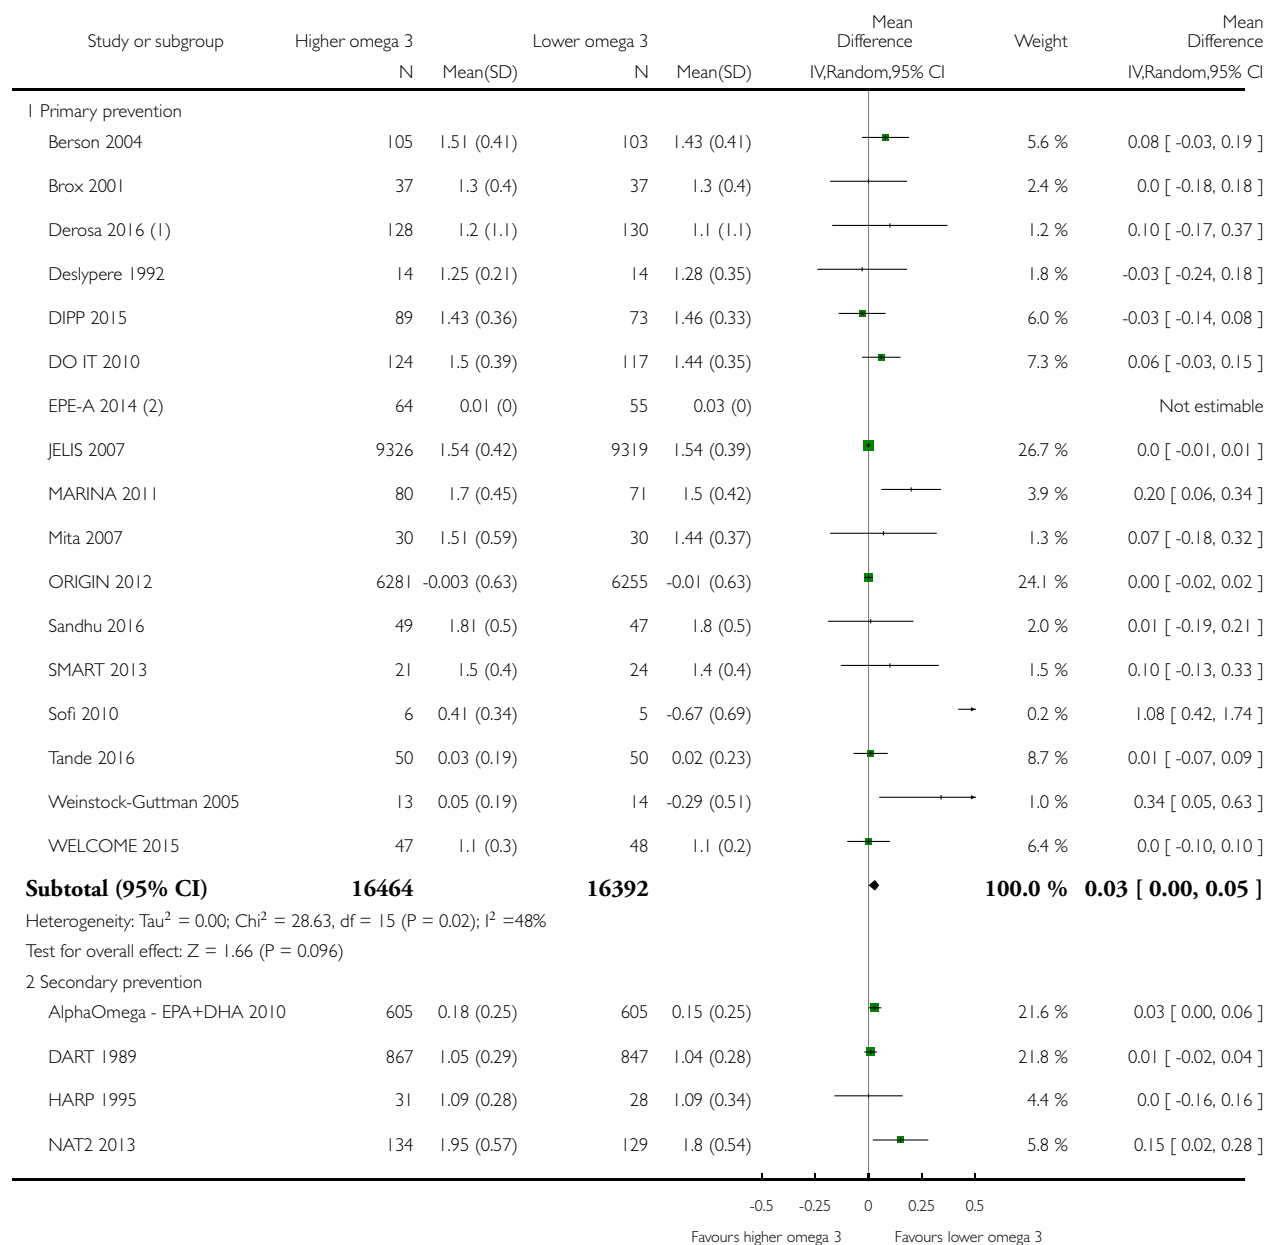 Mean Mean
Study or subgroup Higher omega 3 Lower omega 3 Difference Weight Difference
N Mean(SD) N Mean(SD) IV,Random,95% CI IV,Random,95% CI
1 Primary prevention
Berson 2004 105 1.51 (0.41) 103 1.43 (0.41) 5.6 % 0.08 [ -0.03, 0.19 ]
Brox 2001 37 1.3 (0.4) 37 1.3 (0.4) 2.4 % 0.0 [ -0.18, 0.18 ]
Derosa 2016 (1) 128 1.2 (1.1) 130 1.1 (1.1) 1.2 % 0.10 [ -0.17, 0.37 ]
Deslypere 1992 14 1.25 (0.21) 14 1.28 (0.35) 1.8 % -0.03 [ -0.24, 0.18 ]
DIPP 2015 89 1.43 (0.36) 73 1.46 (0.33) 6.0 % -0.03 [ -0.14, 0.08 ]
DO IT 2010 124 1.5 (0.39) 117 1.44 (0.35) 7.3 % 0.06 [ -0.03, 0.15 ]
EPE-A 2014 (2) 64 0.01 (0) 55 0.03 (0) Not estimable
JELIS 2007 9326 1.54 (0.42) 9319 1.54 (0.39) 26.7 % 0.0 [ -0.01, 0.01 ]
MARINA 2011 80 1.7 (0.45) 71 1.5 (0.42) 3.9 % 0.20 [ 0.06, 0.34 ]
Mita 2007 30 1.51 (0.59) 30 1.44 (0.37) 1.3 % 0.07 [ -0.18, 0.32 ]
ORIGIN 2012 6281 -0.003 (0.63) 6255 -0.01 (0.63) 24.1 % 0.00 [ -0.02, 0.02 ]
Sandhu 2016 49 1.81 (0.5) 47 1.8 (0.5) 2.0 % 0.01 [ -0.19, 0.21 ]
SMART 2013 21 1.5 (0.4) 24 1.4 (0.4) 1.5 % 0.10 [ -0.13, 0.33 ]
Sofi 2010 6 0.41 (0.34) 5 -0.67 (0.69) 0.2 % 1.08 [ 0.42, 1.74 ]
Tande 2016 50 0.03 (0.19) 50 0.02 (0.23) 8.7 % 0.01 [ -0.07, 0.09 ]
Weinstock-Guttman 2005 13 0.05 (0.19) 14 -0.29 (0.51) 1.0 % 0.34 [ 0.05, 0.63 ]
WELCOME 2015 47 1.1 (0.3) 48 1.1 (0.2) 6.4 % 0.0 [ -0.10, 0.10 ]
Subtotal (95% CI) 16464 16392 100.0 % 0.03 [ 0.00, 0.05 ]
Heterogeneity: Tau² = 0.00; Chi² = 28.63, df = 15 (P = 0.02); I² =48%
Test for overall effect: Z = 1.66 (P = 0.096)
2 Secondary prevention
AlphaOmega - EPA+DHA 2010 605 0.18 (0.25) 605 0.15 (0.25) 21.6 % 0.03 [ 0.00, 0.06 ]
DART 1989 867 1.05 (0.29) 847 1.04 (0.28) 21.8 % 0.01 [ -0.02, 0.04 ]
HARP 1995 31 1.09 (0.28) 28 1.09 (0.34) 4.4 % 0.0 [ -0.16, 0.16 ]
NAT2 2013 134 1.95 (0.57) 129 1.8 (0.54) 5.8 % 0.15 [ 0.02, 0.28 ]
-0.5 -0.25 0 0.25 0.5
Favours higher omega 3 Favours lower omega 3